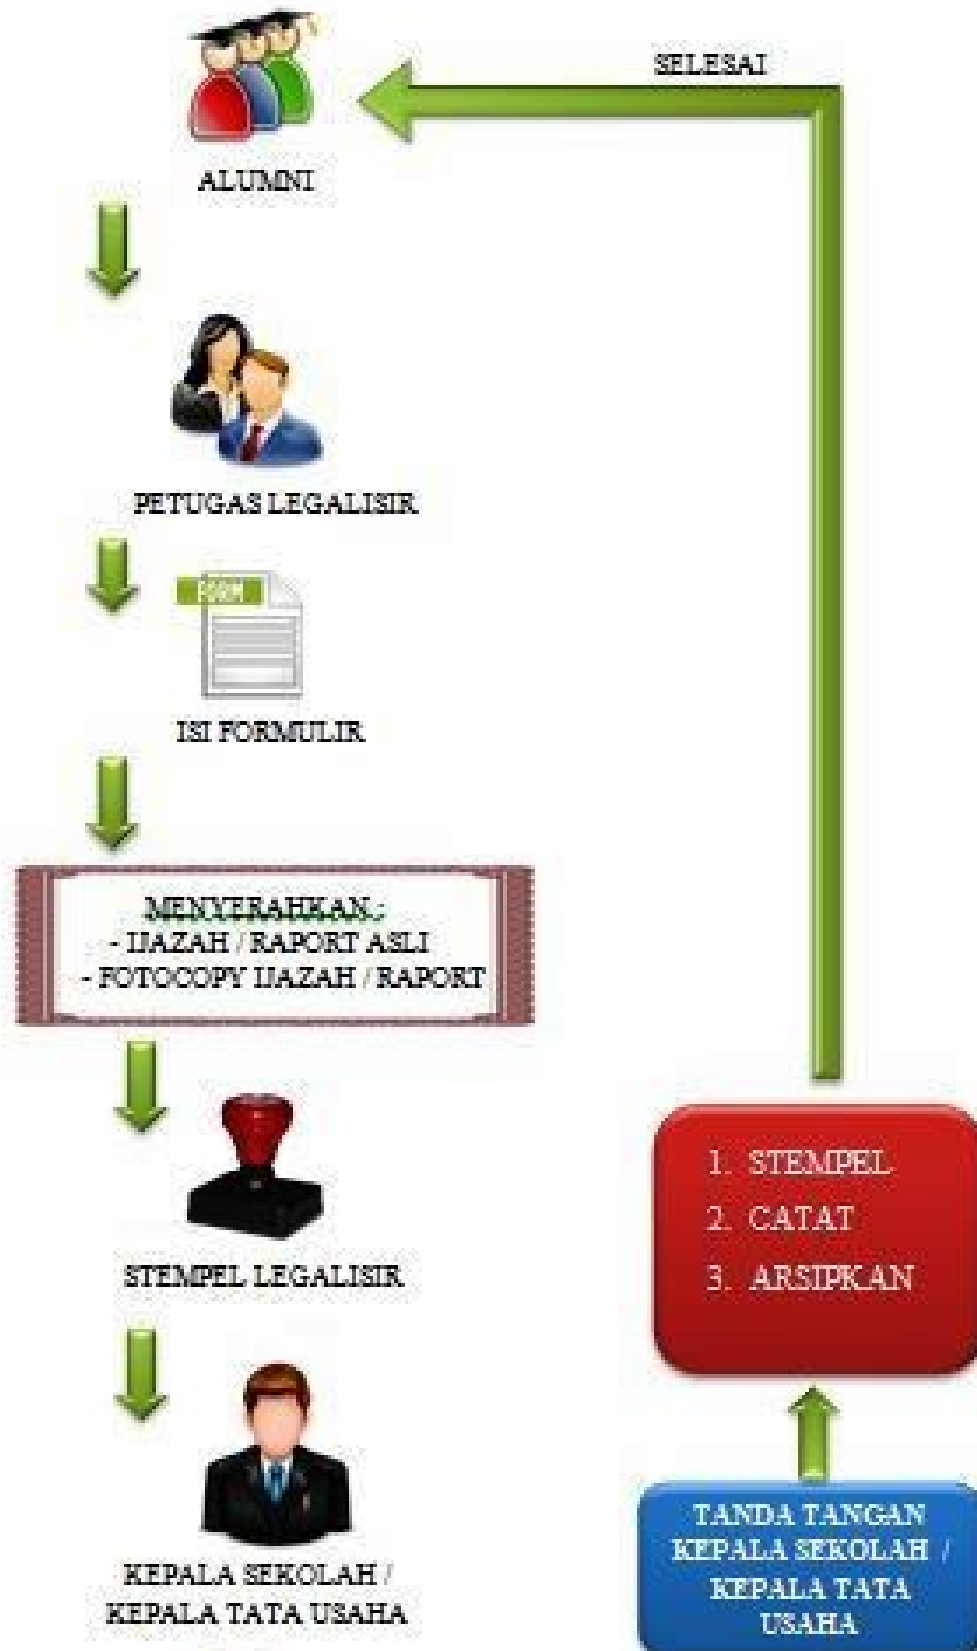 SELESAI
ALUMNI
PETUGAS LEGALISIR
FORM
ISI FORMULIR
MENYERAHKAN :
- IJAZAH / RAPORT ASLI
- FOTOCOPY IJAZAH / RAPORT
STEMPEL LEGALISIR
KEPALA SEKOLAH /
KEPALA TATA USAHA
TANDA TANGAN
KEPALA SEKOLAH /
KEPALA TATA
USAHA
1. STEMPEL
2. CATAT
3. ARSIPKAN